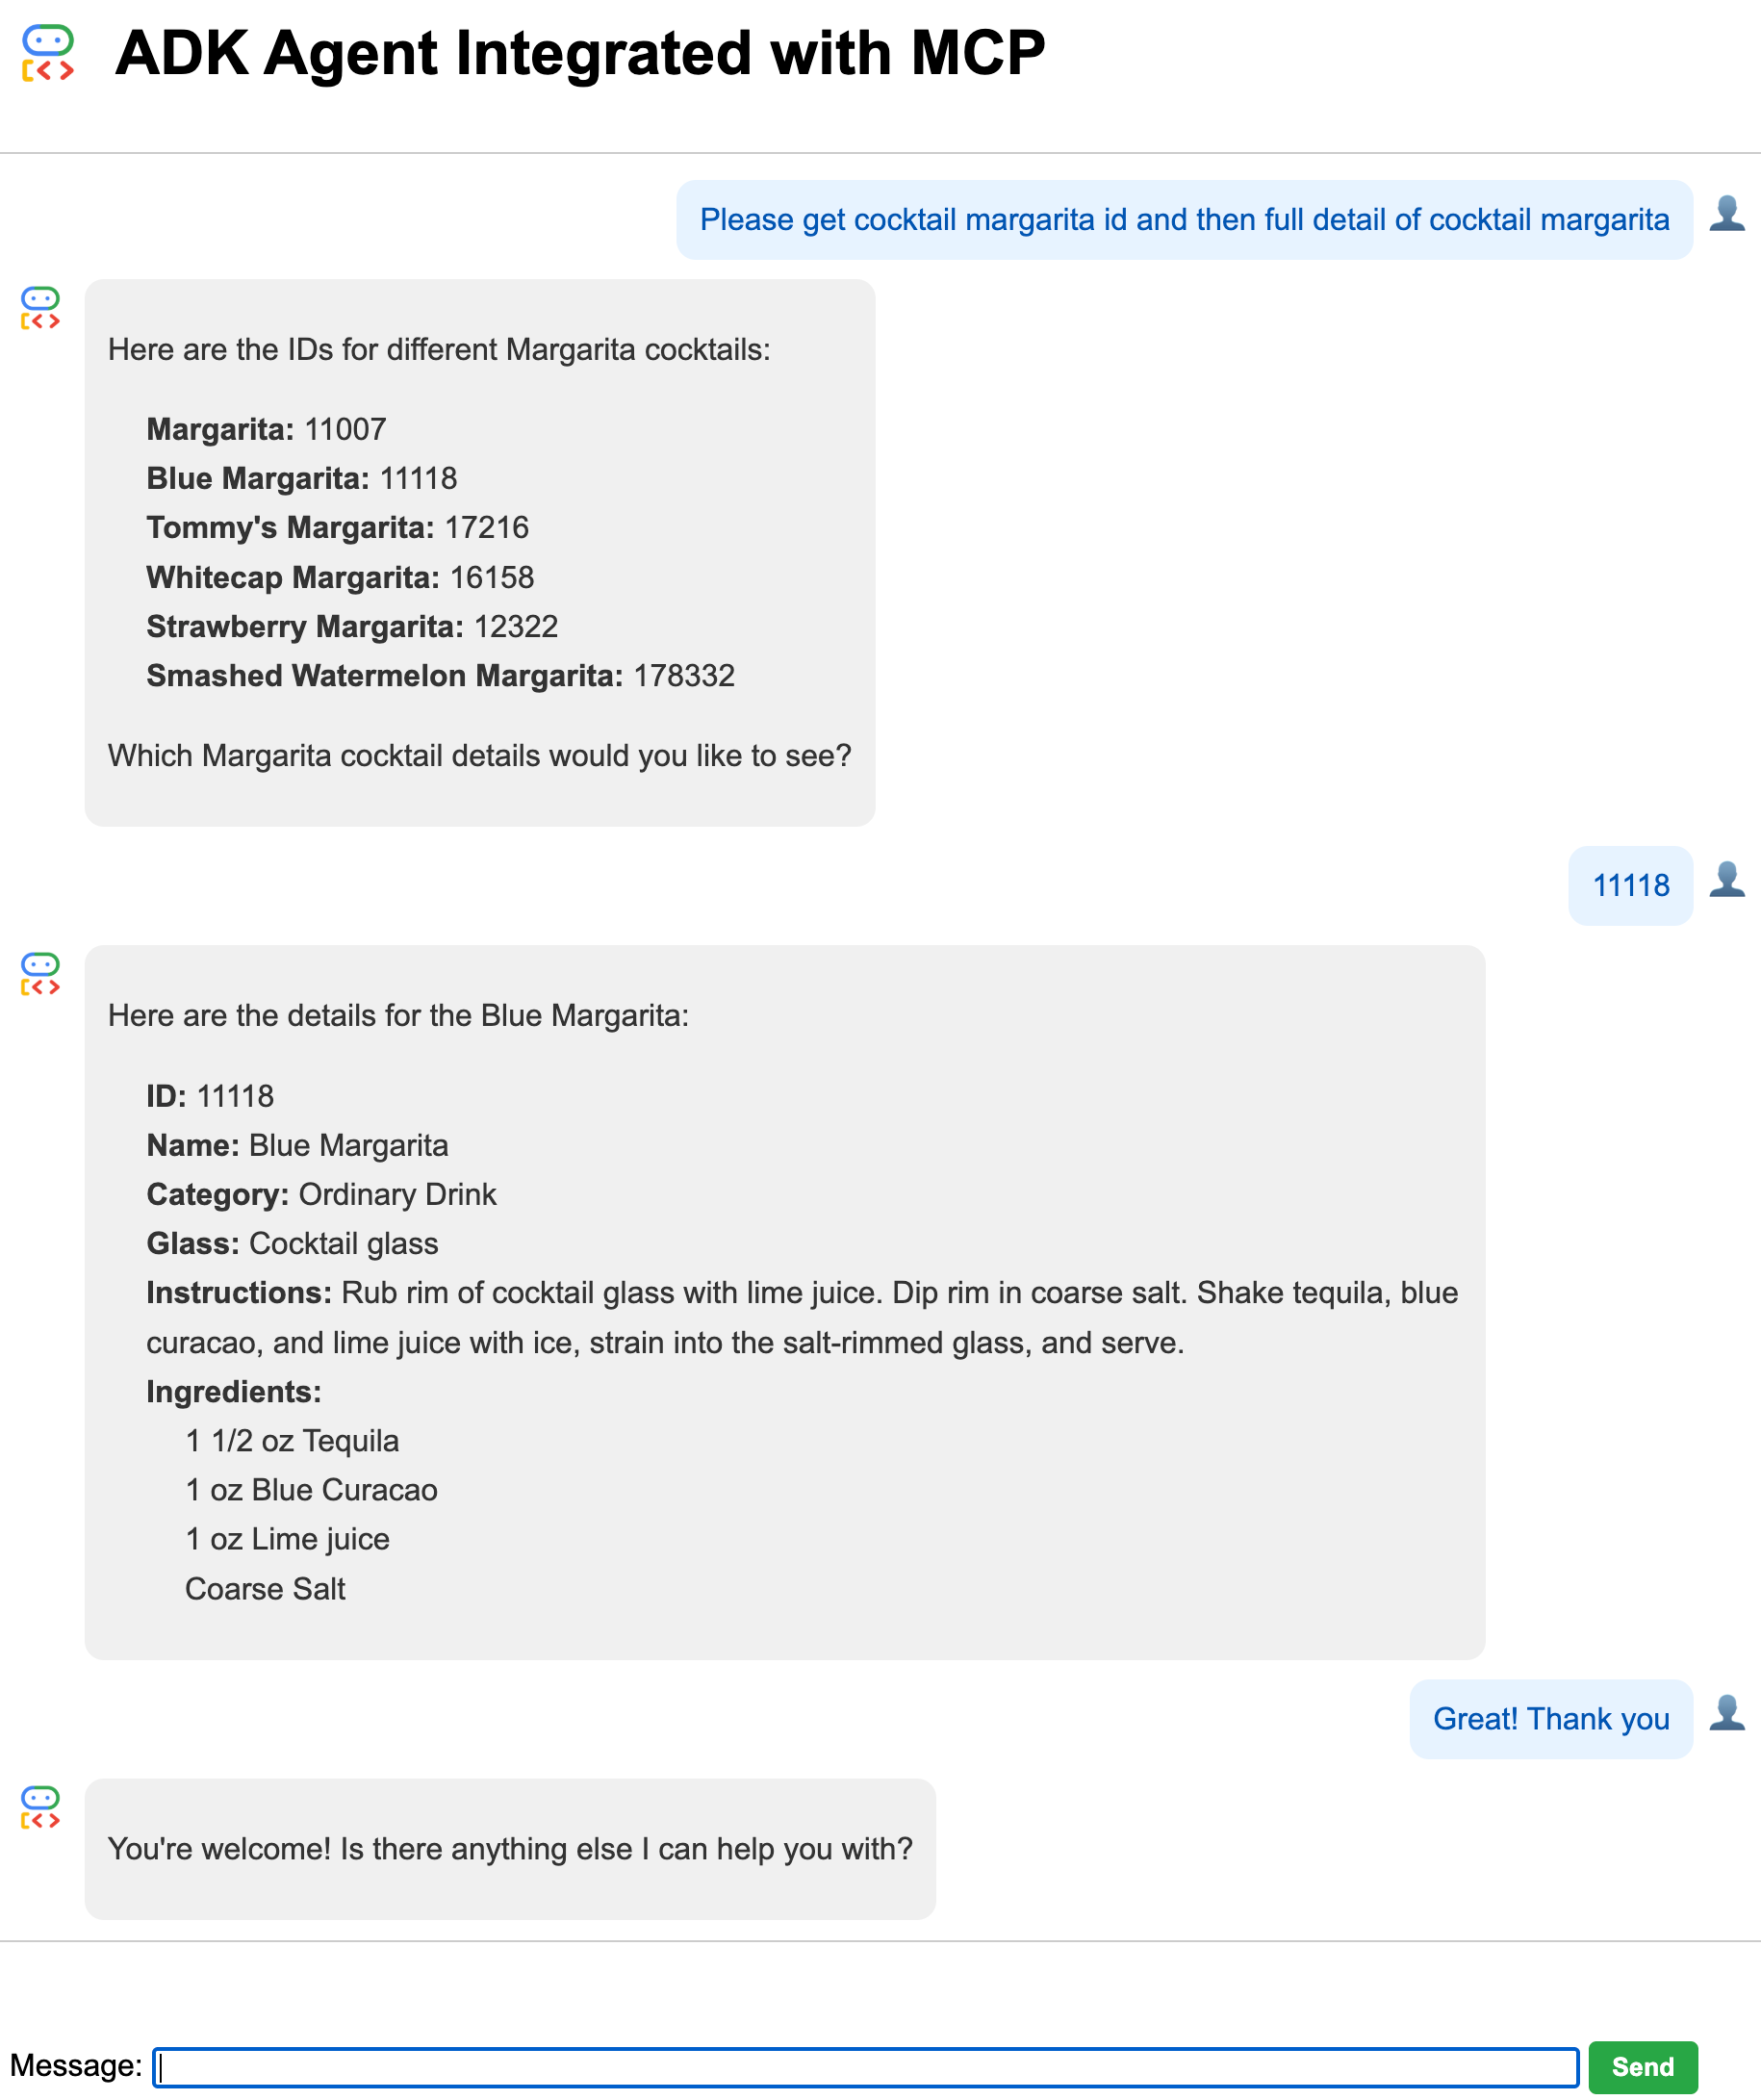 ADK Agent Integrated with MCP
Please get cocktail margarita id and then full detail of cocktail margarita
Here are the IDs for different Margarita cocktails:
Margarita: 11007
Blue Margarita: 11118
Tommy's Margarita: 17216
Whitecap Margarita: 16158
Strawberry Margarita: 12322
Smashed Watermelon Margarita: 178332
Which Margarita cocktail details would you like to see?
11118
Here are the details for the Blue Margarita:
ID: 11118
Name: Blue Margarita
Category: Ordinary Drink
Glass: Cocktail glass
Instructions: Rub rim of cocktail glass with lime juice. Dip rim in coarse salt. Shake tequila, blue
curacao, and lime juice with ice, strain into the salt-rimmed glass, and serve.
Ingredients:
1 1/2 oz Tequila
1 oz Blue Curacao
1 oz Lime juice
Coarse Salt
Great! Thank you
You're welcome! Is there anything else I can help you with?
Message:
Send